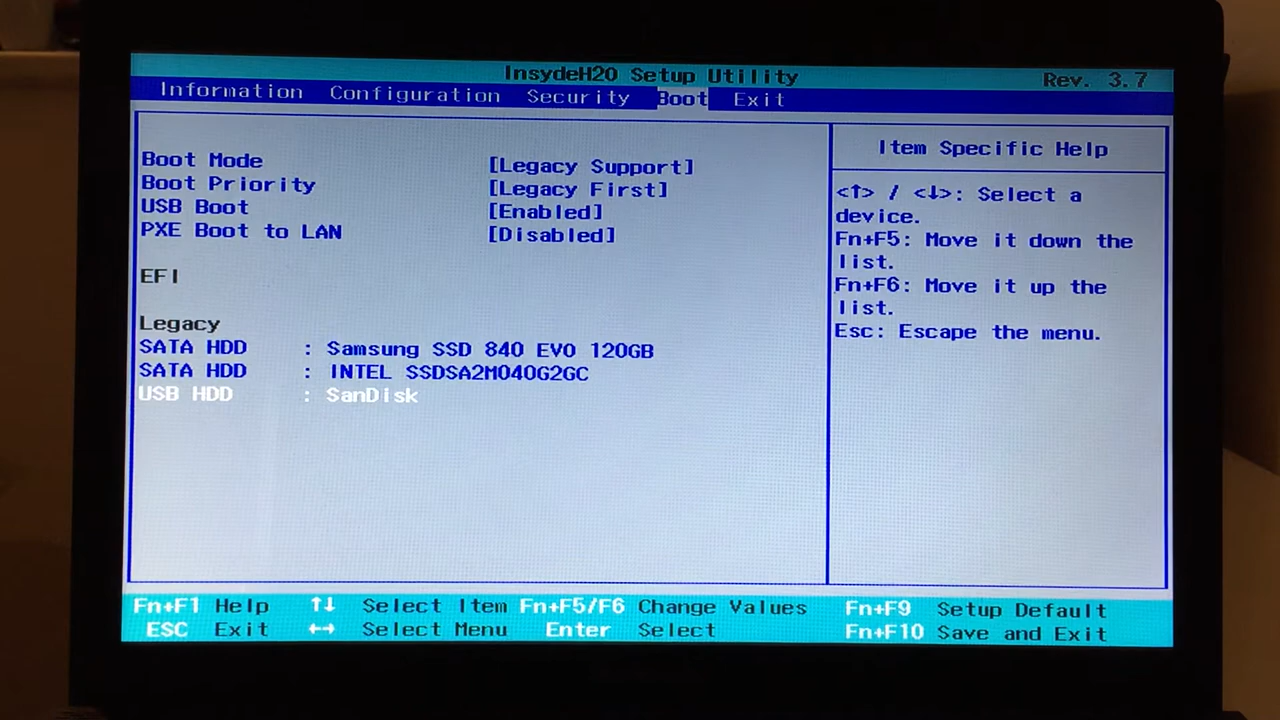 InsydeH20 Setup Utility Rev. 3.7
Information Configuration Security Boot Exit
Item Specific Help
Boot Mode [Legacy Support]
Boot Priority [Legacy First]
USB Boot [Enabled]
PXE Boot to LAN [Disabled]
EFI
Legacy
SATA HDD : Samsung SSD 840 EVO 120GB
SATA HDD : INTEL SSDSA2M040G2GC
USB HDD : SanDisk
<↑> / <↓>: Select a
device.
Fn+F5: Move it down the
list.
Fn+F6: Move it up the
list.
Esc: Escape the menu.
Fn+F1 Help ↑↓ Select Item Fn+F5/F6 Change Values Fn+F9 Setup Default
ESC Exit ←→ Select Menu Enter Select Fn+F10 Save and Exit